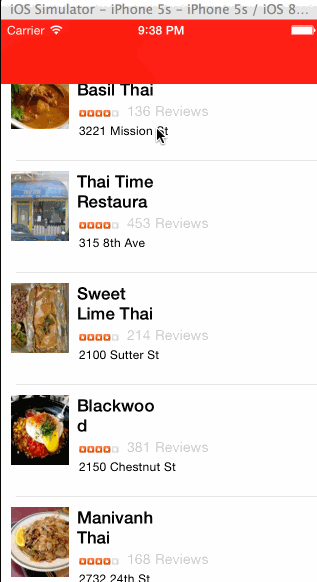 iOS Simulator - iPhone 5s - iPhone 5s / iOS 8...
Carrier 9:38 PM
Basil Thai
136 Reviews
3221 Mission St
Thai Time
Restaura
453 Reviews
315 8th Ave
Sweet
Lime Thai
214 Reviews
2100 Sutter St
Blackwoo
d
381 Reviews
2150 Chestnut St
Manivanh
Thai
168 Reviews
2732 24th St